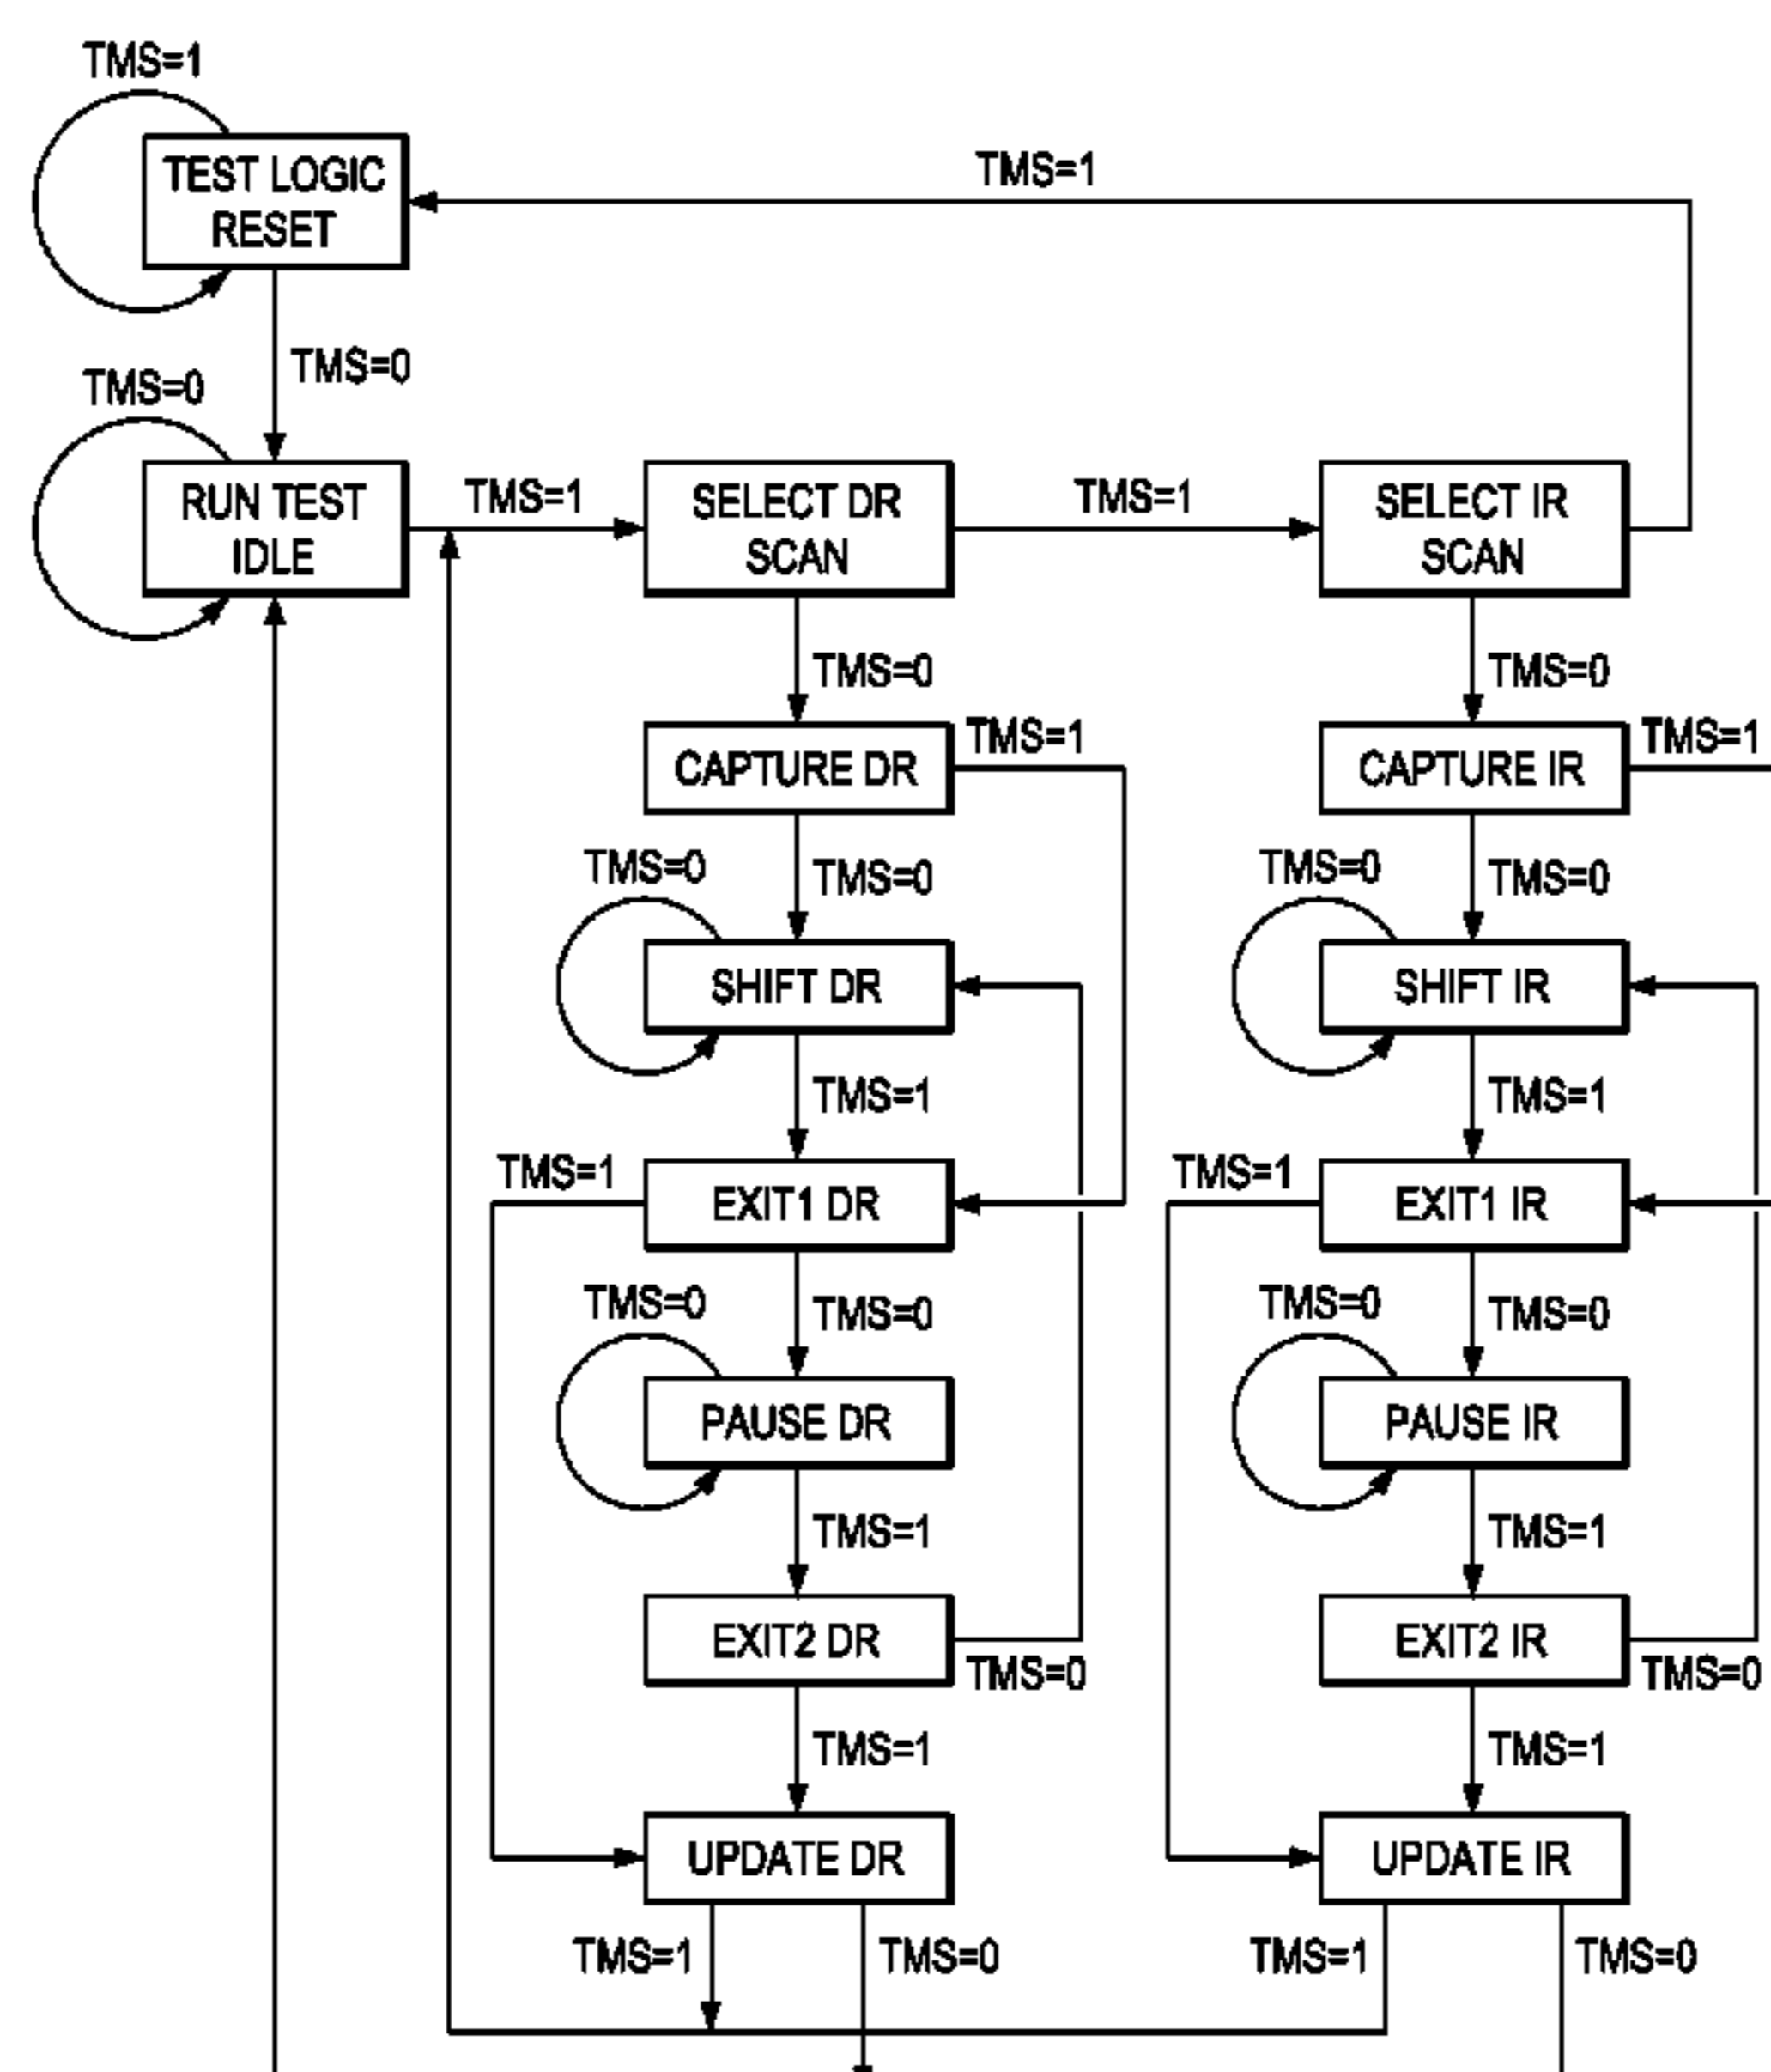 TMS=1
TEST LOGIC
RESET
TMS=1
TMS=0
TMS=0
RUN TEST
IDLE
TMS=1
SELECT DR
SCAN
TMS=1
SELECT IR
SCAN
TMS=0
TMS=0
CAPTURE DR
TMS=1
CAPTURE IR
TMS=1
TMS=0
TMS=0
TMS=0
TMS=0
SHIFT DR
SHIFT IR
TMS=1
TMS=1
TMS=1
EXIT1 DR
TMS=1
EXIT1 IR
TMS=0
TMS=0
TMS=0
TMS=0
PAUSE DR
PAUSE IR
TMS=1
TMS=1
EXIT2 DR
TMS=0
EXIT2 IR
TMS=0
TMS=1
TMS=1
UPDATE DR
UPDATE IR
TMS=1
TMS=0
TMS=1
TMS=0